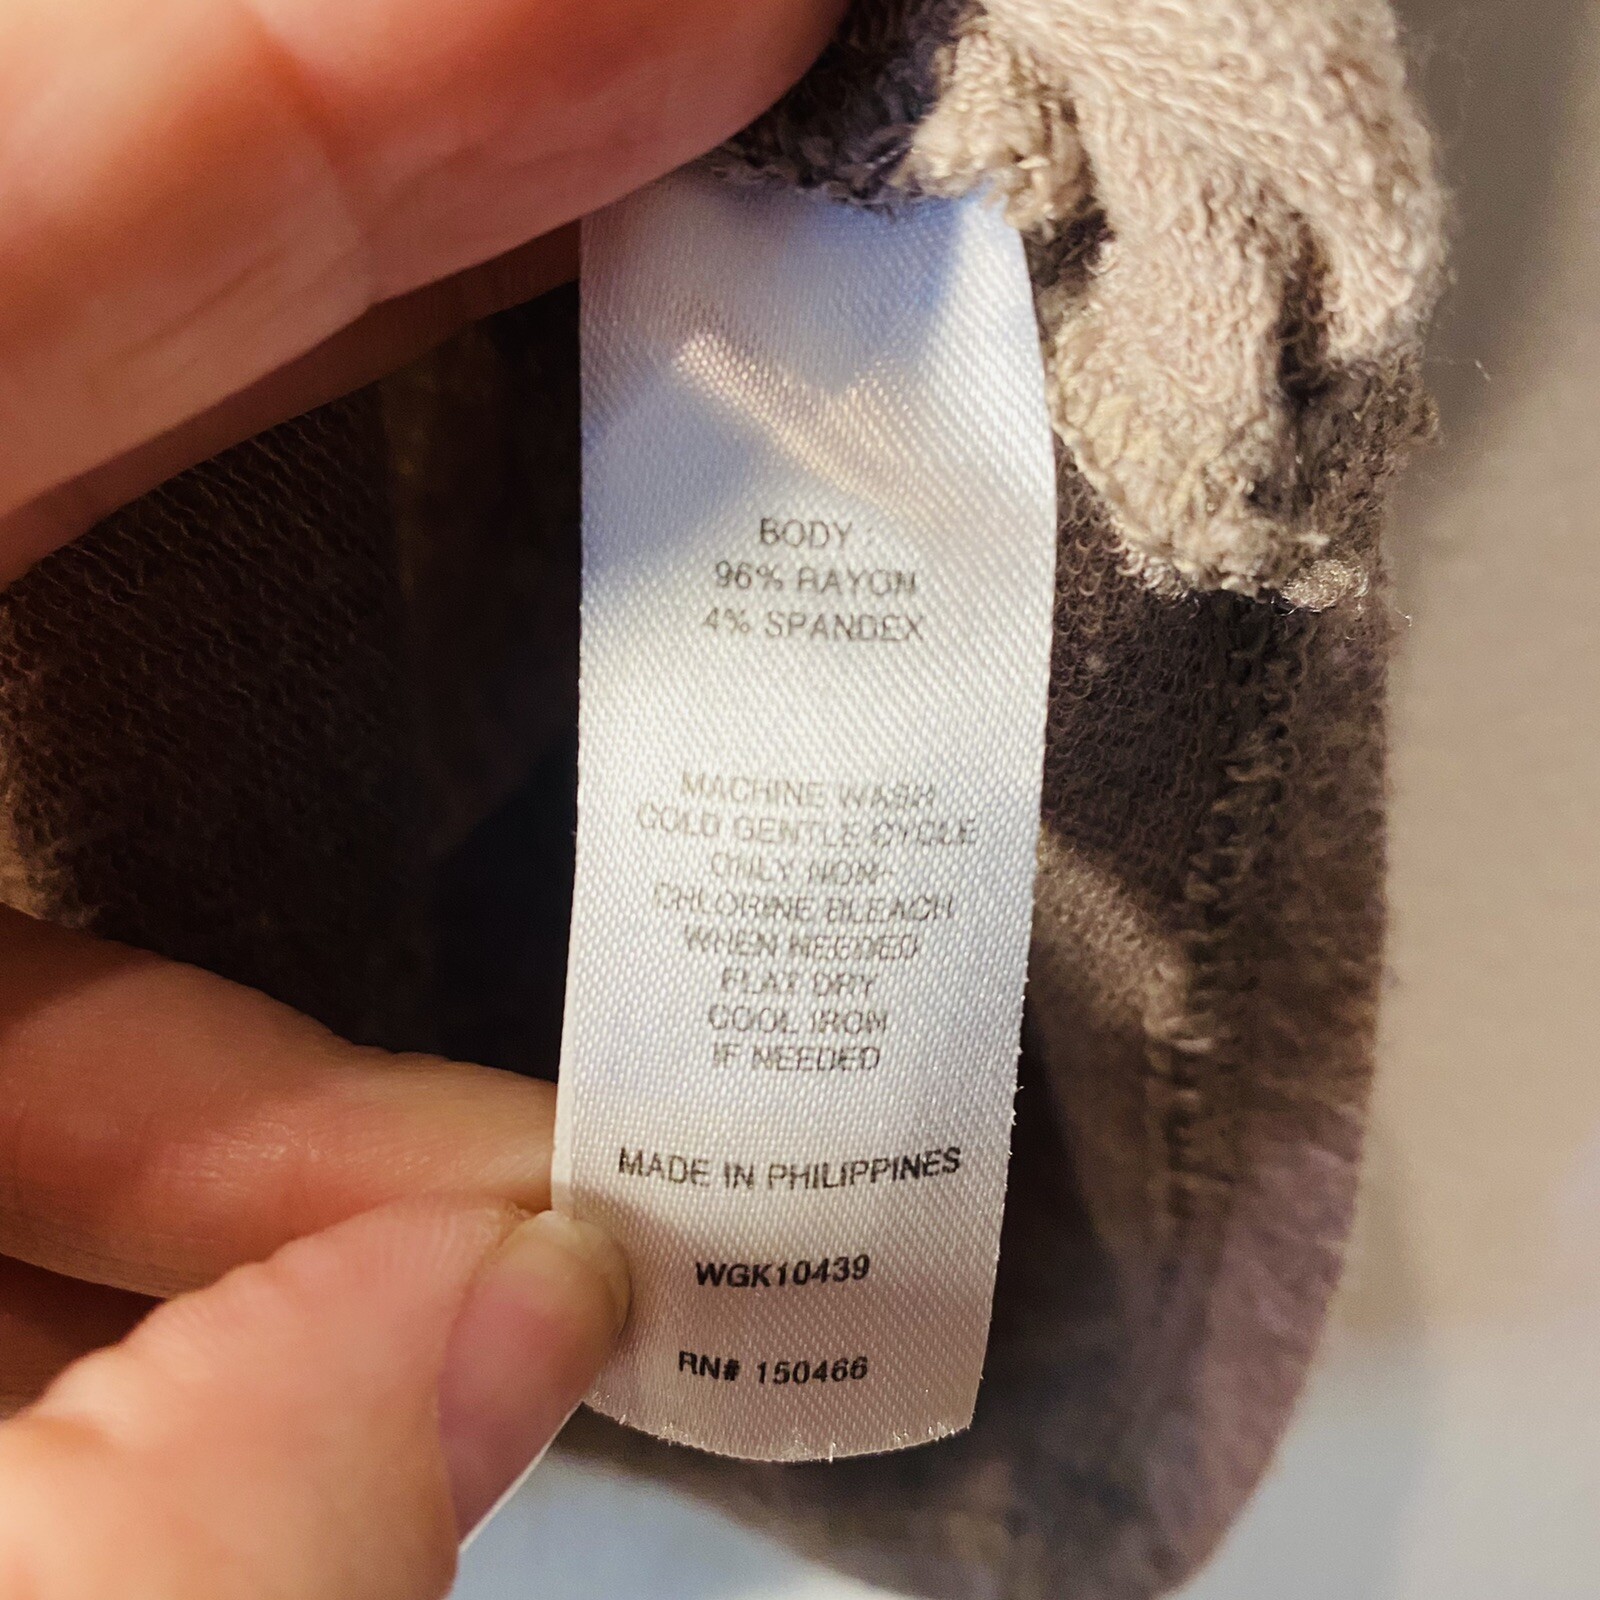 BODY :
96% RAYON
4% SPANDEX
MACHINE WASH
COLD GENTLE CYCLE
ONLY NON-
CHLORINE BLEACH
WHEN NEEDED
FLAT DRY
COOL IRON
IF NEEDED
MADE IN PHILIPPINES
WGK10439
RN# 150466